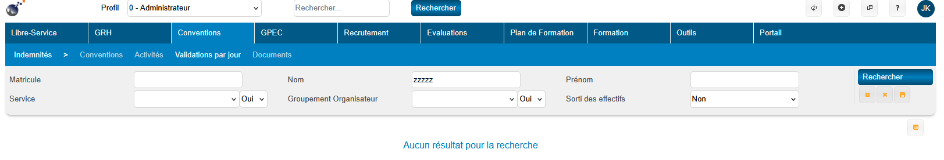 Profil 0 - Administrateur Rechercher... Rechercher ? JK
Libre-Service GRH Conventions GPEC Recrutement Evaluations Plan de Formation Formation Outils Portail
Indemnités > Conventions Activités Validations par jour Documents
Matricule Nom zzzzz Prénom Rechercher
Service Oui Groupement Organisateur Oui Sorti des effectifs Non
Aucun résultat pour la recherche